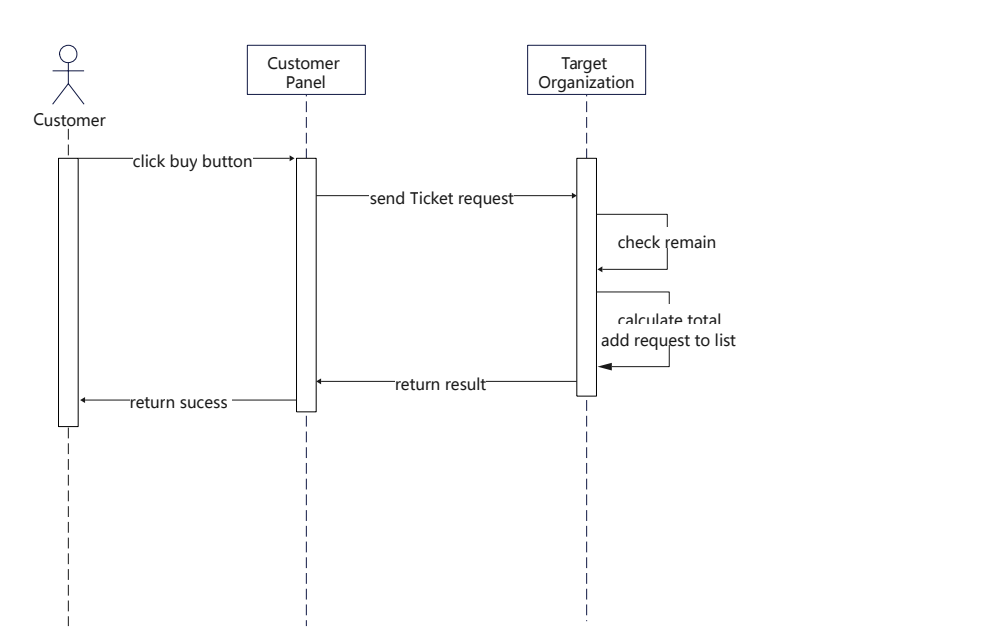 Customer
Panel
Target
Organization
Customer
click buy button
send Ticket request
check remain
calculate total
add request to list
return result
return sucess